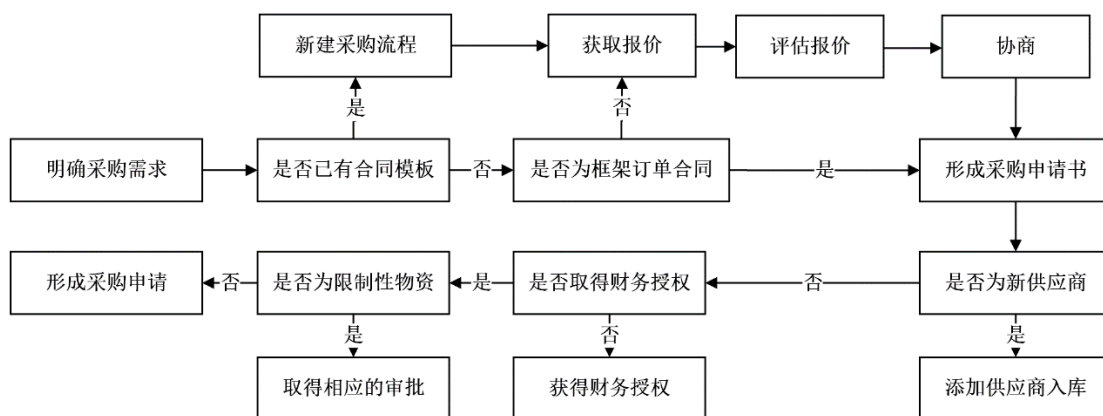 新建采购流程
获取报价
评估报价
协商
是
否
明确采购需求
是否已有合同模板
否
是否为框架订单合同
是
形成采购申请书
形成采购申请
否
是否为限制性物资
是
是否取得财务授权
否
是否为新供应商
是
否
是
取得相应的审批
获得财务授权
添加供应商入库